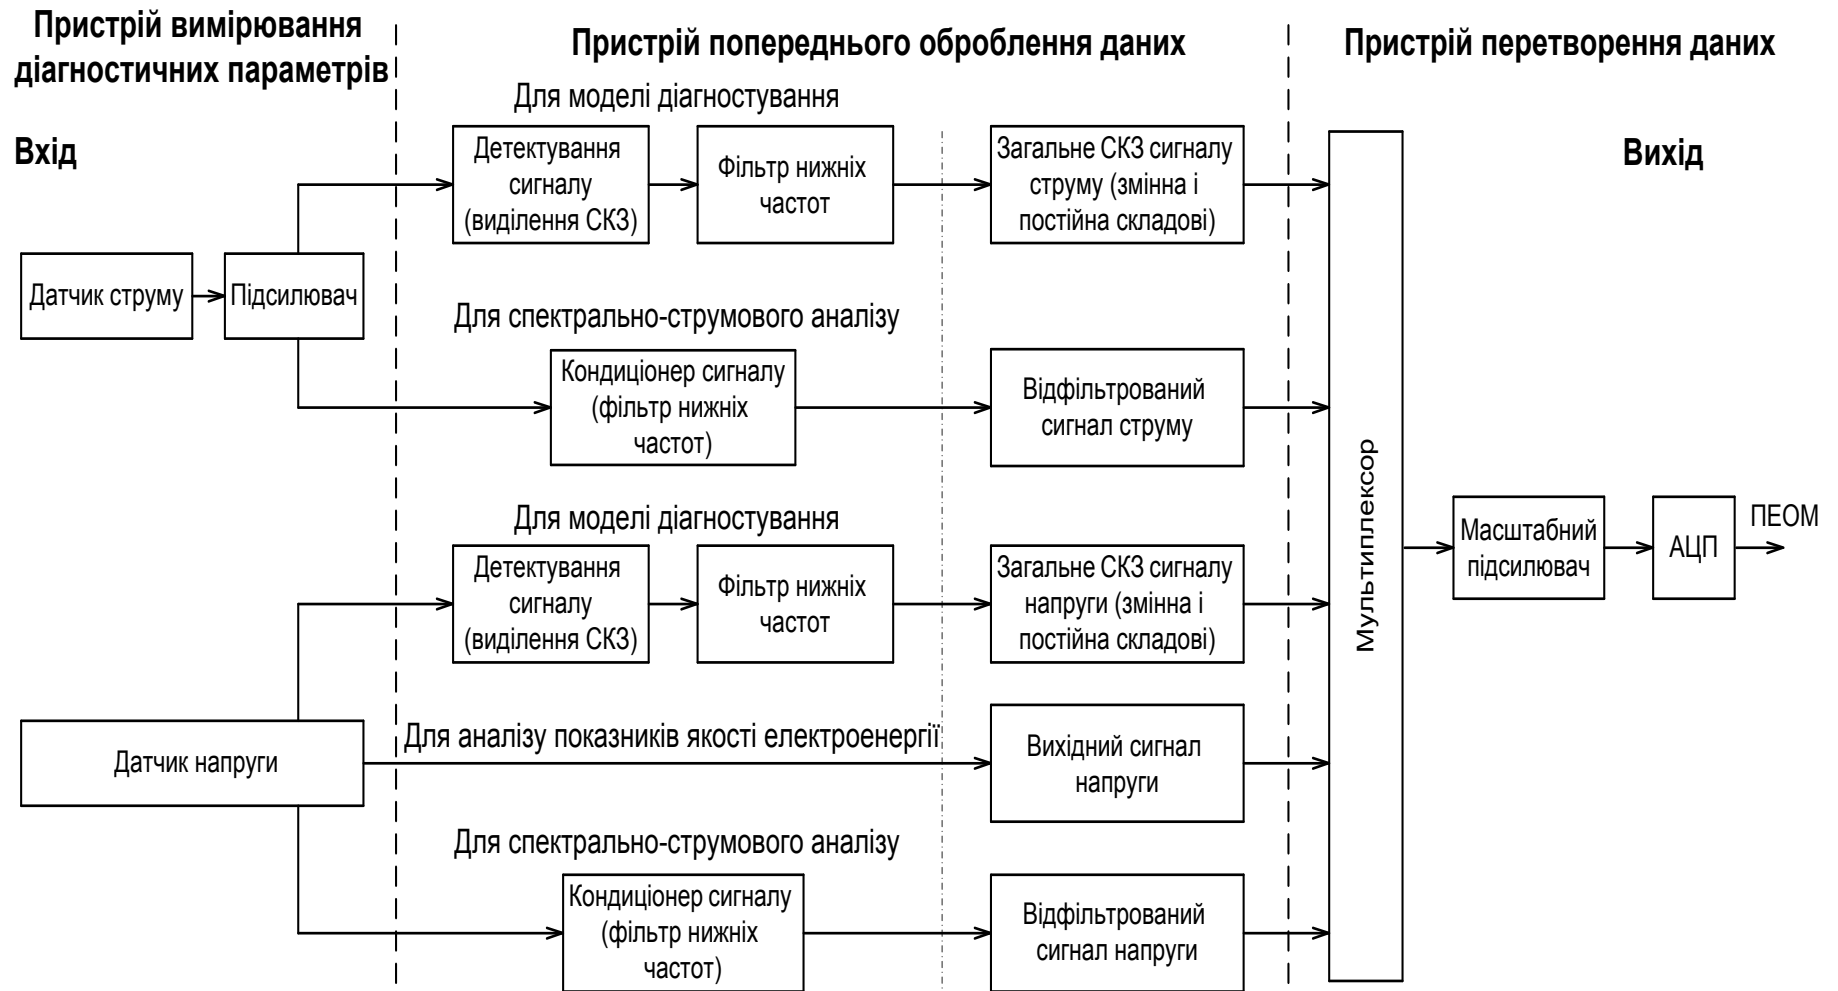 Пристрій вимірювання
діагностичних параметрів
Пристрій попереднього оброблення даних
Пристрій перетворення даних
Вхід
Вихід
Для моделі діагностування
Детектування
сигналу
(виділення СКЗ)
Фільтр нижніх
частот
Загальне СКЗ сигналу
струму (змінна і
постійна складові)
Датчик струму
Підсилювач
Для спектрально-струмового аналізу
Кондиціонер сигналу
(фільтр нижніх
частот)
Відфільтрований
сигнал струму
Для моделі діагностування
Детектування
сигналу
(виділення СКЗ)
Фільтр нижніх
частот
Загальне СКЗ сигналу
напруги (змінна і
постійна складові)
Датчик напруги
Для аналізу показників якості електроенергії
Вихідний сигнал
напруги
Для спектрально-струмового аналізу
Кондиціонер сигналу
(фільтр нижніх
частот)
Відфільтрований
сигнал напруги
Мультиплексор
Масштабний
підсилювач
АЦП
ПЕОМ